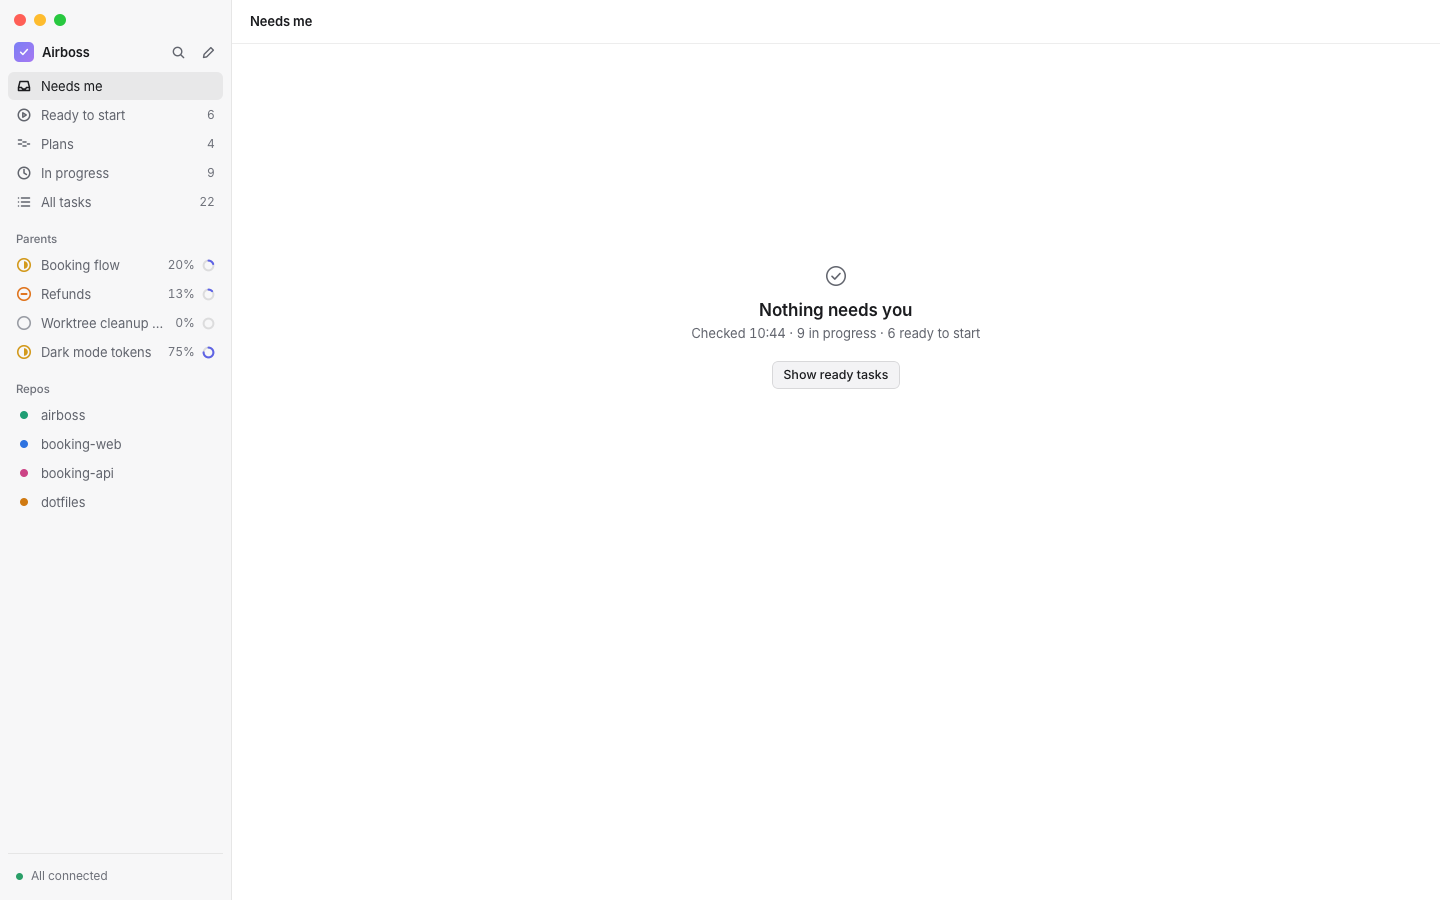 Airboss
Needs me
Ready to start 6
Plans 4
In progress 9
All tasks 22
Parents
Booking flow 20%
Refunds 13%
Worktree cleanup ... 0%
Dark mode tokens 75%
Repos
airboss
booking-web
booking-api
dotfiles
All connected
Needs me
Nothing needs you
Checked 10:44 · 9 in progress · 6 ready to start
Show ready tasks